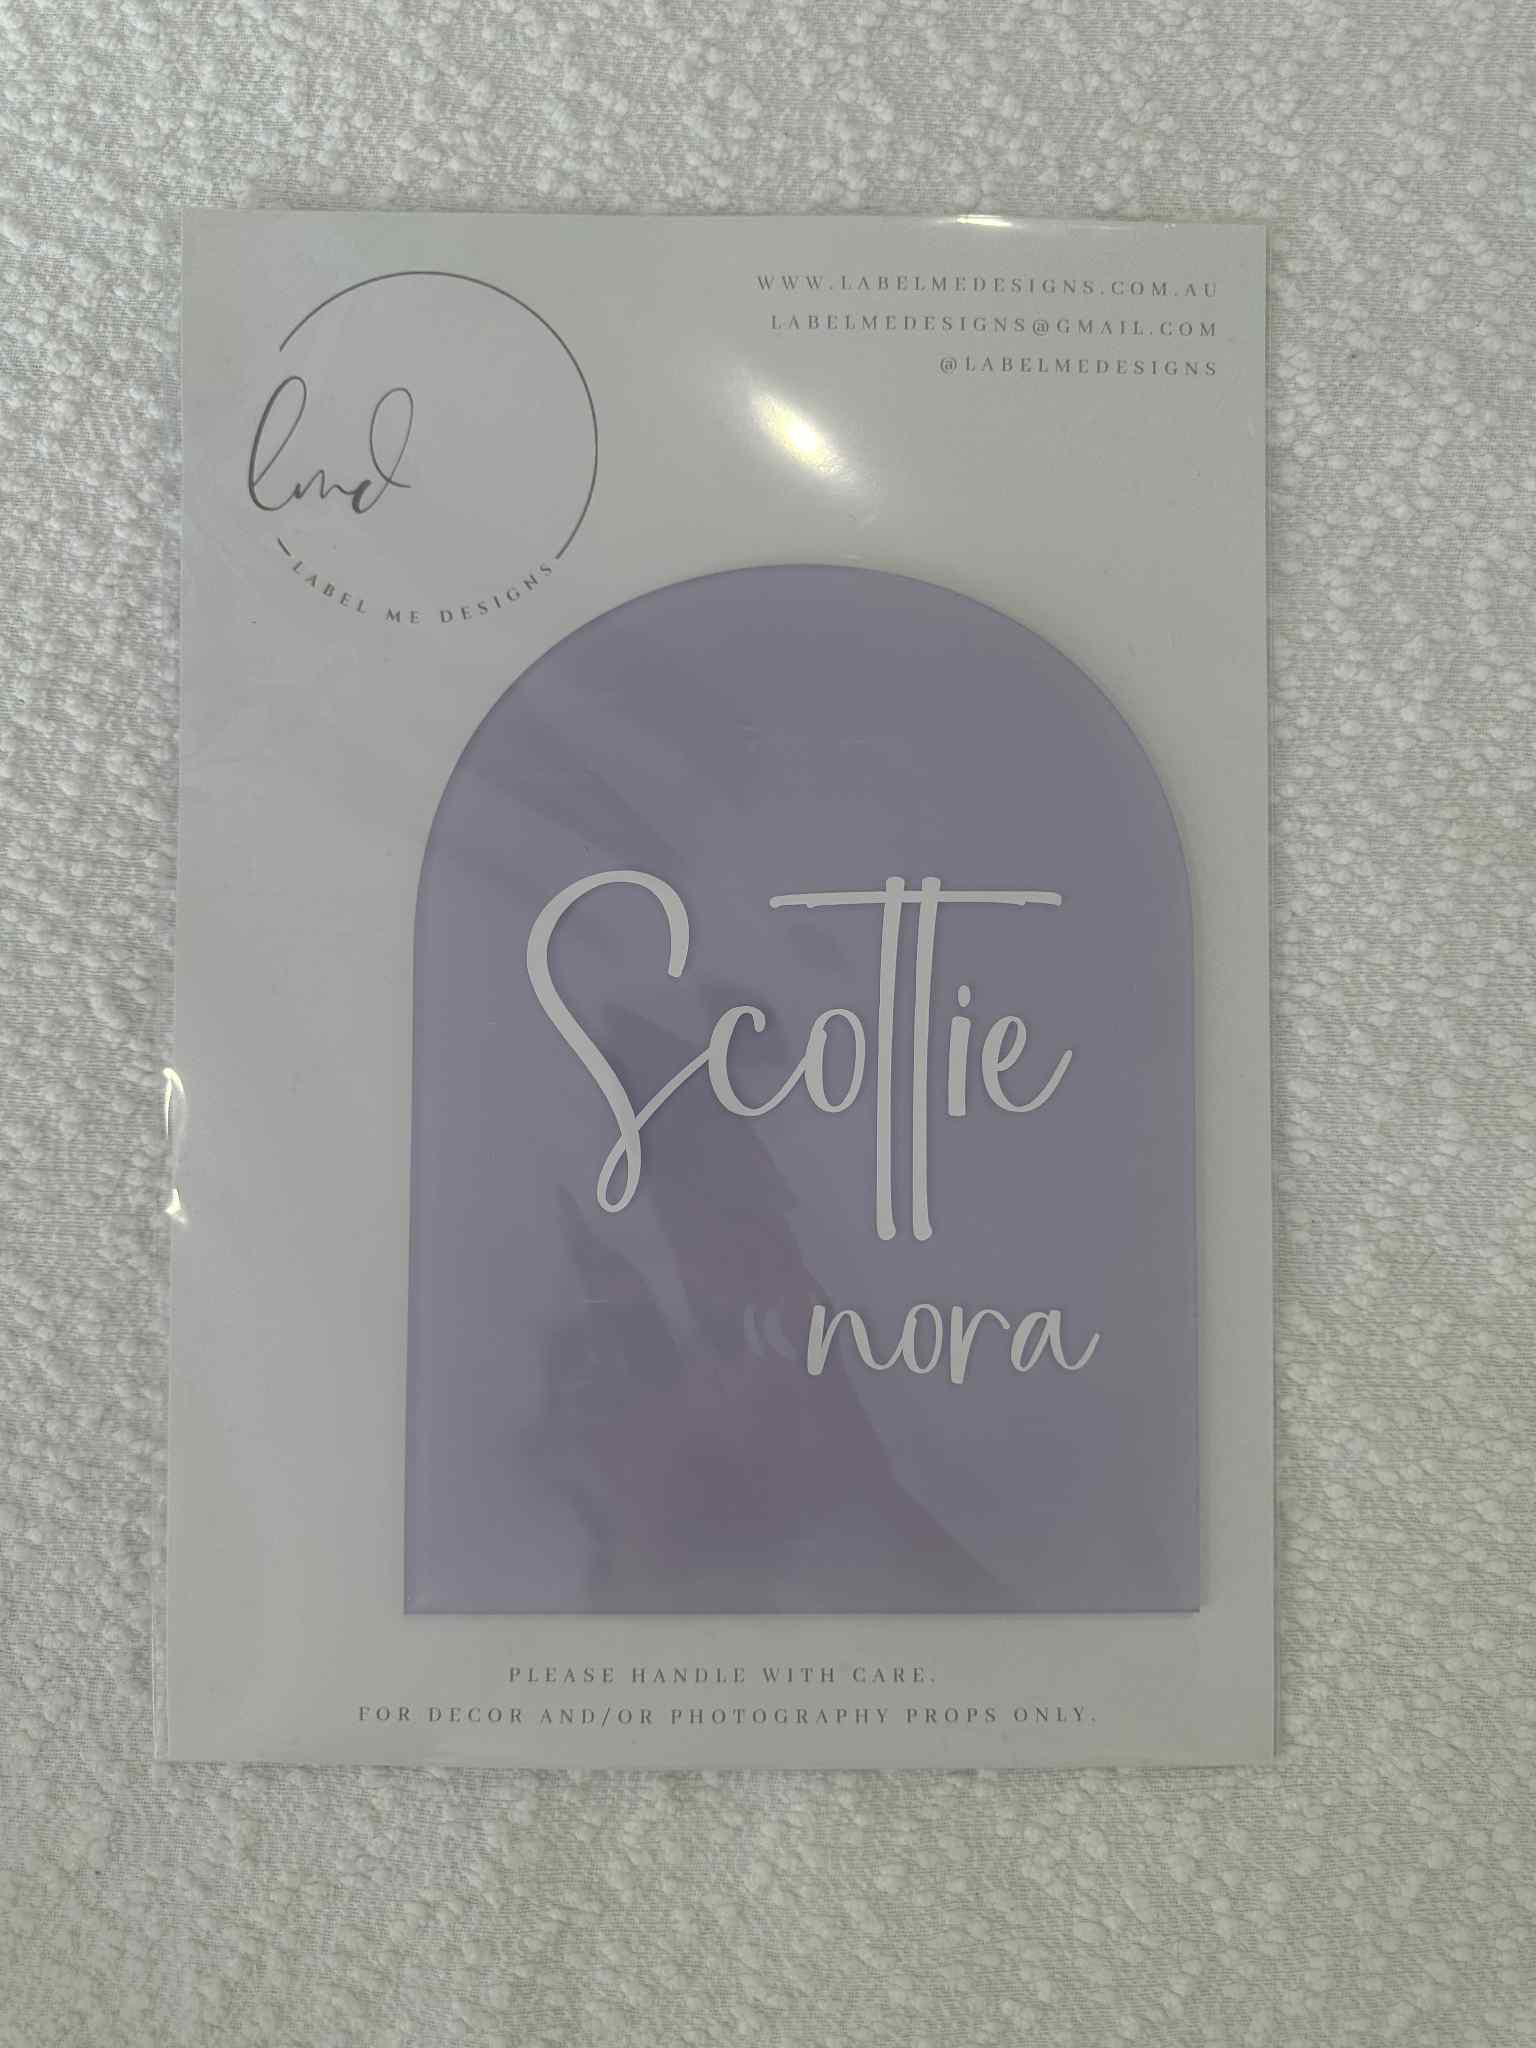 WWW.LABELMEDESIGNS.COM.AU
LABELMEDESIGNS@GMAIL.COM
@LABELMEDESIGNS
lmd
LABEL ME DESIGNS
Scottie
nora
PLEASE HANDLE WITH CARE.
FOR DECOR AND/OR PHOTOGRAPHY PROPS ONLY.